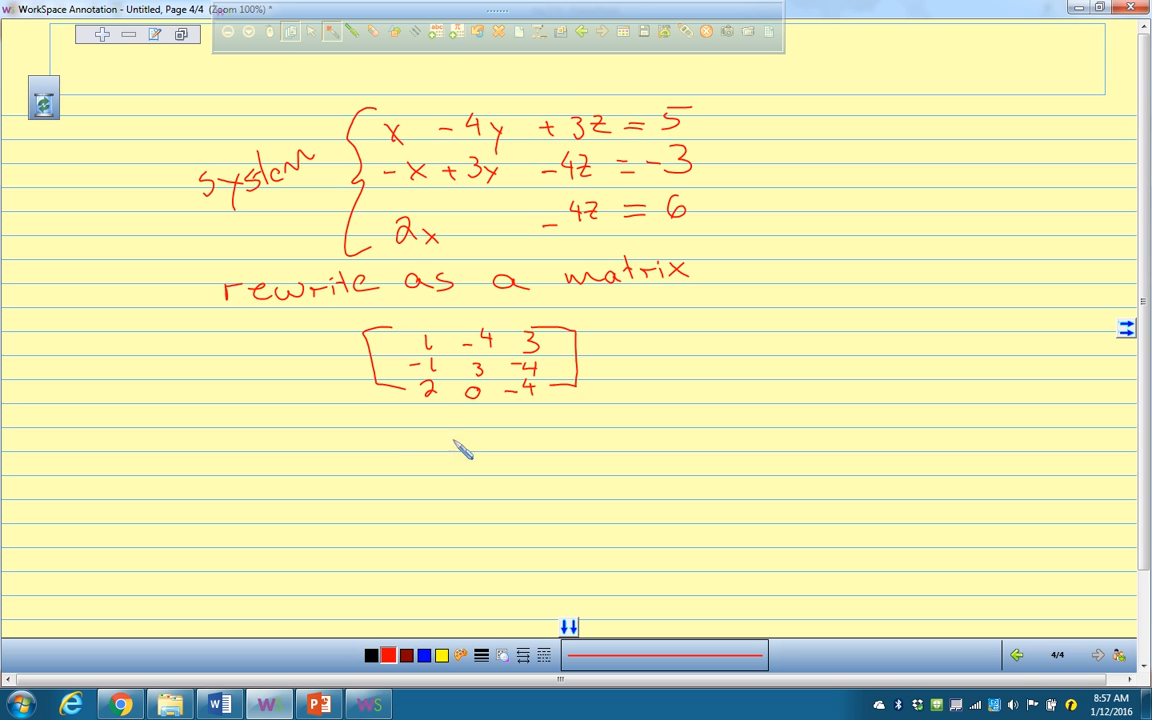 WorkSpace Annotation - Untitled, Page 4/4 (Zoom 100%) *
system
x - 4y + 3z = 5
-x + 3y - 4z = -3
2x - 4z = 6
rewrite as a matrix
1 -4 3
-1 3 -4
2 0 -4
4/4
8:57 AM
1/12/2016